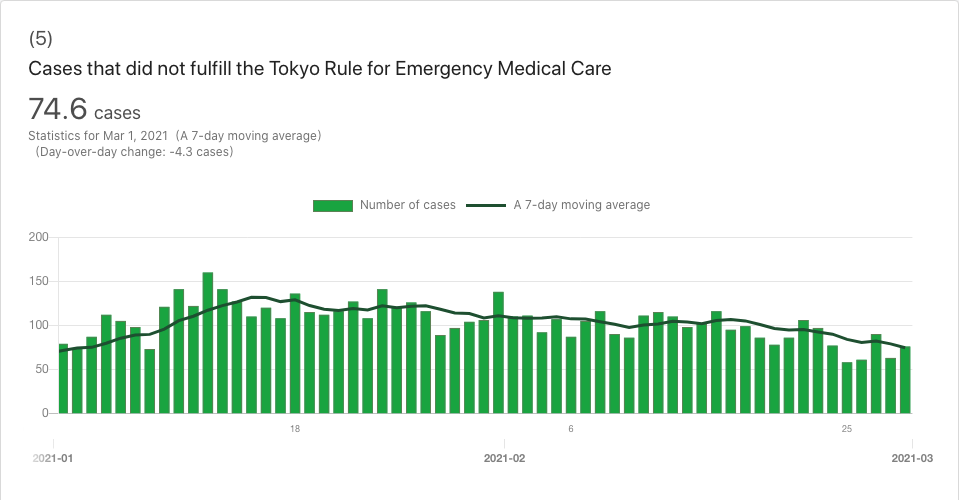 (5)
Cases that did not fulfill the Tokyo Rule for Emergency Medical Care
74.6 cases
Statistics for Mar 1, 2021 (A 7-day moving average)
(Day-over-day change: -4.3 cases)
Number of cases A 7-day moving average
200
150
100
50
0
18 6 25
2021-01 2021-02 2021-03